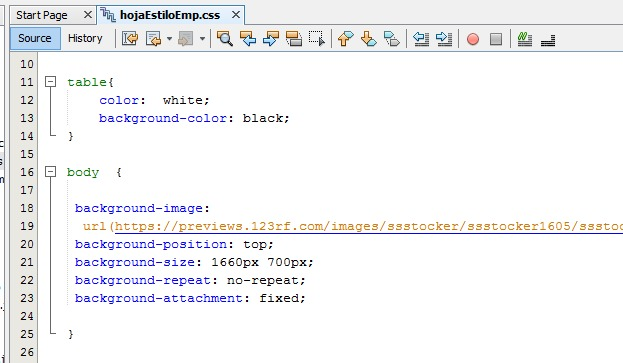 Start Page hojaEstiloEmp.css
Source History
10
11 table{
12 color: white;
13 background-color: black;
14 }
15
16 body {
17
18 background-image:
19 url(https://previews.123rf.com/images/ssstocker/ssstocker1605/ssstoc
20 background-position: top;
21 background-size: 1660px 700px;
22 background-repeat: no-repeat;
23 background-attachment: fixed;
24
25 }
26